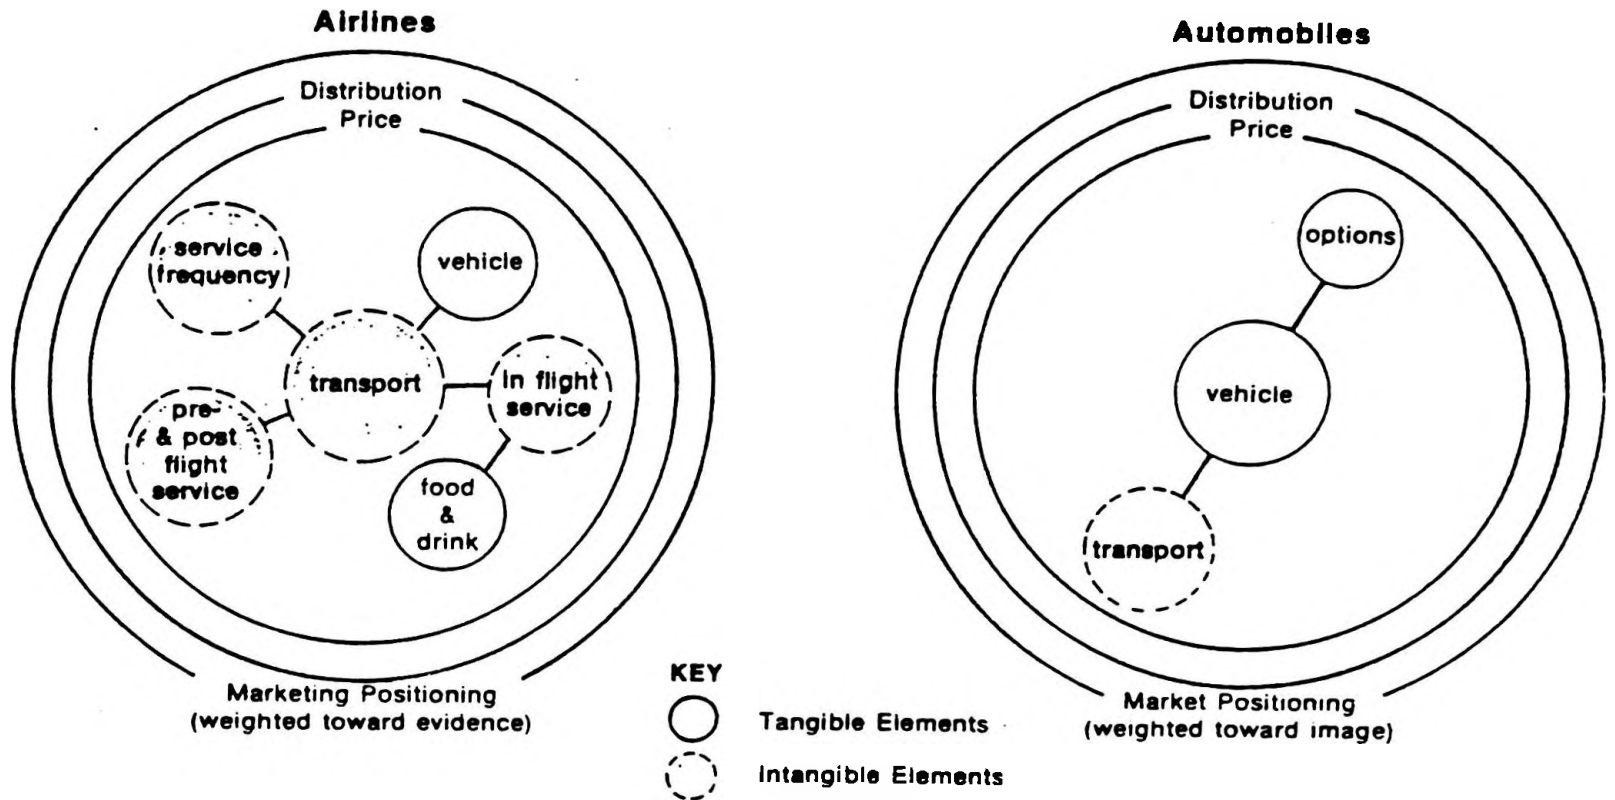 Airlines
Distribution
Price
service
frequency
vehicle
transport
In flight
service
pre-
& post
flight
service
food
&
drink
Marketing Positioning
(weighted toward evidence)
Automobiles
Distribution
Price
options
vehicle
transport
Market Positioning
(weighted toward image)
KEY
Tangible Elements
Intangible Elements